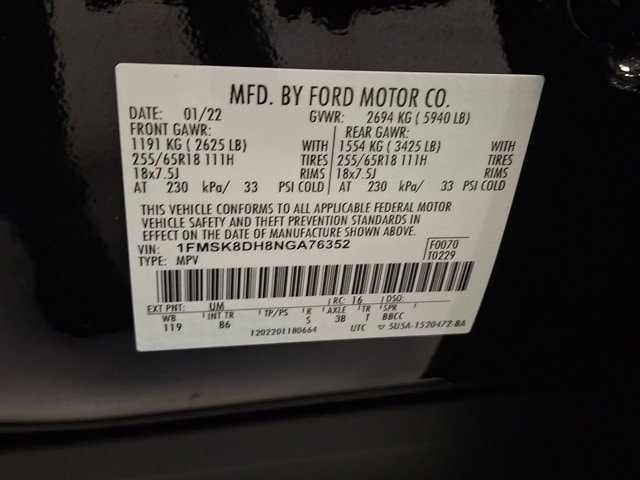 MFD. BY FORD MOTOR CO.
DATE: 01/22 GVWR: 2694 KG ( 5940 LB)
FRONT GAWR: REAR GAWR:
1191 KG ( 2625 LB) WITH 1554 KG ( 3425 LB) WITH
255/65R18 111H TIRES 255/65R18 111H TIRES
18x7.5J RIMS 18x7.5J RIMS
AT 230 kPa/ 33 PSI COLD AT 230 kPa/ 33 PSI COLD
THIS VEHICLE CONFORMS TO ALL APPLICABLE FEDERAL MOTOR
VEHICLE SAFETY AND THEFT PREVENTION STANDARDS IN
EFFECT ON THE DATE OF MANUFACTURE SHOWN ABOVE.
VIN: 1FMSK8DH8NGA76352 F0070
TYPE: MPV T0229
EXT PNT: UM RC: 16 DSO:
WB INT TR TP/PS R AXLE TR SPR
119 B6 S 3B T BBCC
1202201180664 UTC 5U5A-1520472-BA